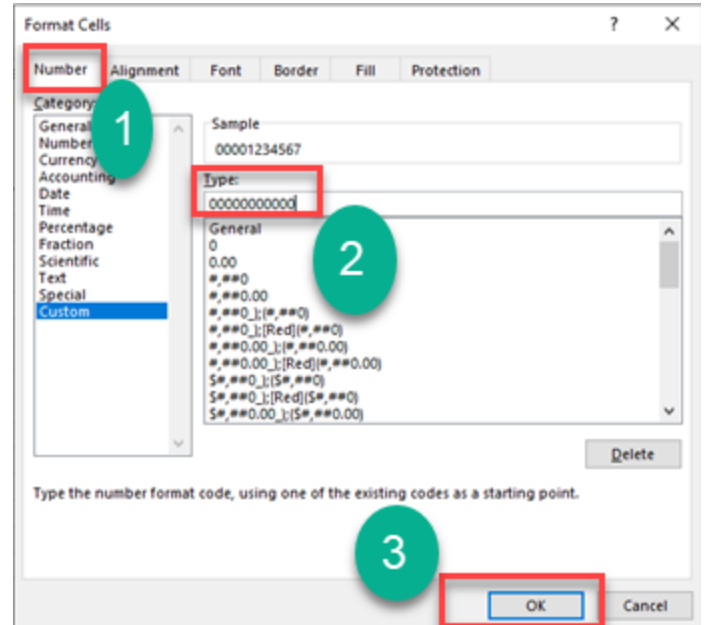 Format Cells ? ×
Number Alignment Font Border Fill Protection
Category:
General
Number
Currency
Accounting
Date
Time
Percentage
Fraction
Scientific
Text
Special
Custom
1
Sample
00001234567
Type:
00000000000
General
0
0.00
#,##0
#,##0.00
#,##0_);(#,##0)
#,##0_);[Red](#,##0)
#,##0.00_);(#,##0.00)
#,##0.00_);[Red](#,##0.00)
$#,##0_);($#,##0)
$#,##0_);[Red]($#,##0)
$#,##0.00_);($#,##0.00)
2
Delete
Type the number format code, using one of the existing codes as a starting point.
3
OK Cancel